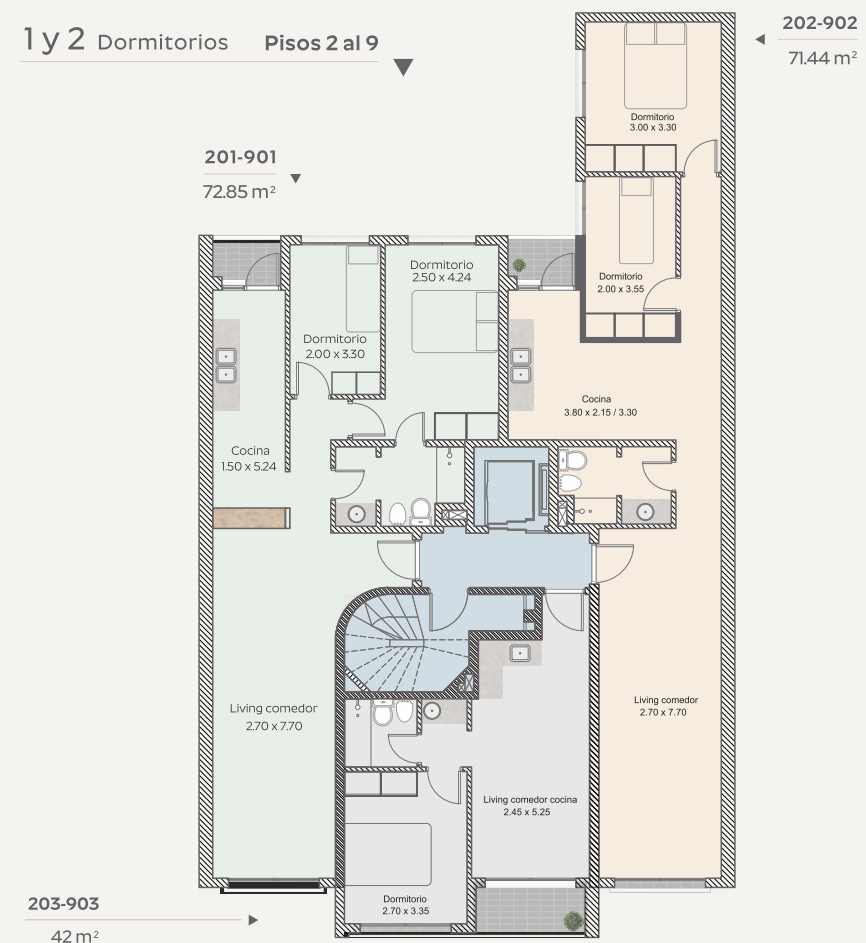 1 y 2 Dormitorios Pisos 2 al 9
202-902
71.44 m²
Dormitorio
3.00 x 3.30
201-901
72.85 m²
Dormitorio
2.50 x 4.24
Dormitorio
2.00 x 3.55
Dormitorio
2.00 x 3.30
Cocina
3.80 x 2.15 / 3.30
Cocina
1.50 x 5.24
Living comedor
2.70 x 7.70
Living comedor
2.70 x 7.70
Living comedor cocina
2.45 x 5.25
Dormitorio
2.70 x 3.35
203-903
42 m²